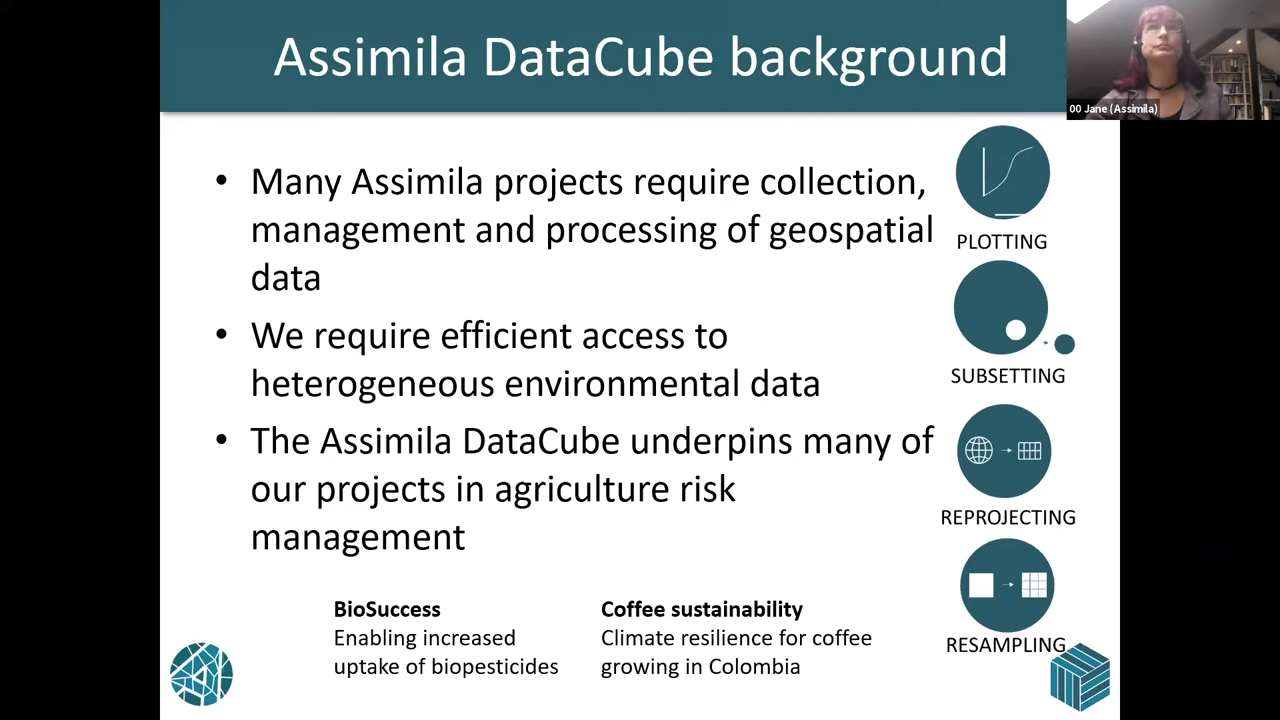 Assimila DataCube background
00 Jane (Assimila)
• Many Assimila projects require collection,
management and processing of geospatial
data
• We require efficient access to
heterogeneous environmental data
• The Assimila DataCube underpins many of
our projects in agriculture risk
management
PLOTTING
SUBSETTING
REPROJECTING
RESAMPLING
BioSuccess
Enabling increased
uptake of biopesticides
Coffee sustainability
Climate resilience for coffee
growing in Colombia